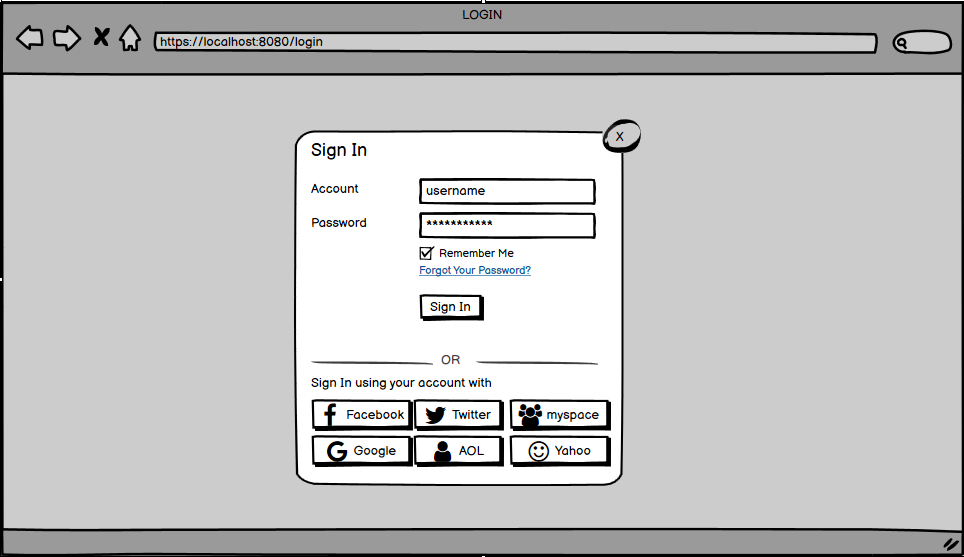 LOGIN
https://localhost:8080/login
X
Sign In
Account username
Password ***********
Remember Me
Forgot Your Password?
Sign In
OR
Sign In using your account with
Facebook Twitter myspace
Google AOL Yahoo